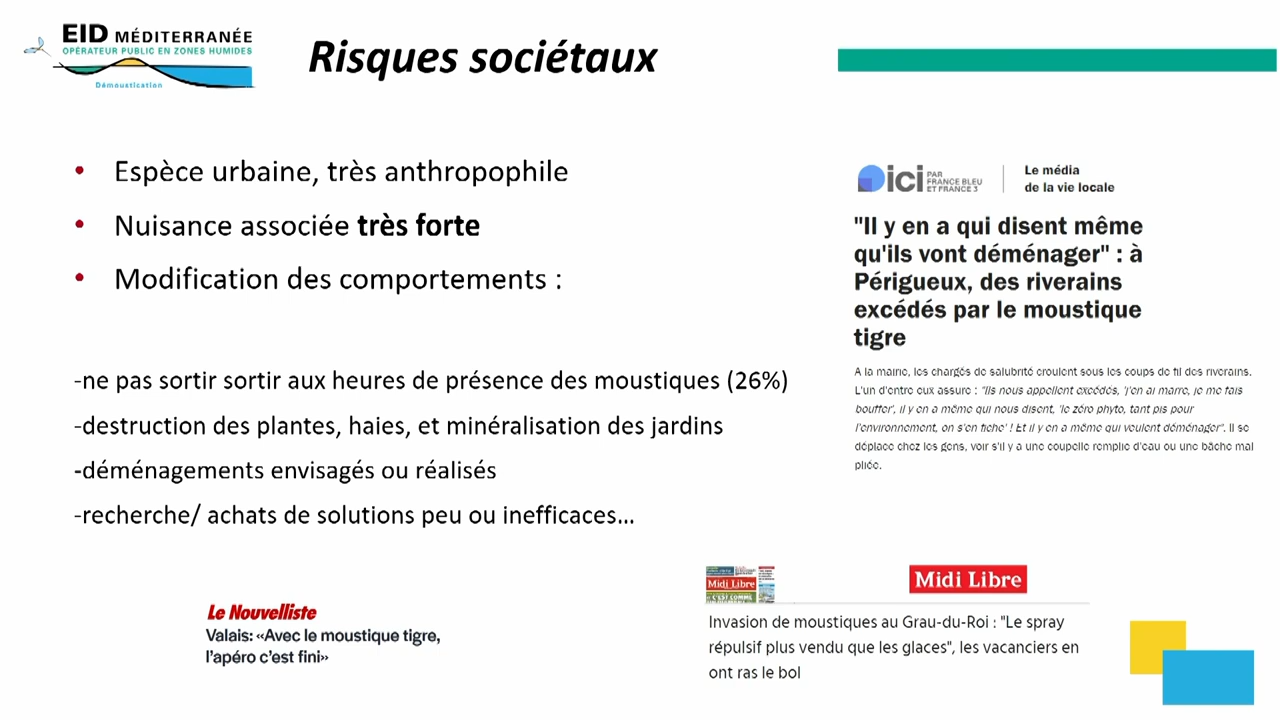 EID MÉDITERRANÉE
OPÉRATEUR PUBLIC EN ZONES HUMIDES
Démoustication
Risques sociétaux
• Espèce urbaine, très anthropophile
• Nuisance associée très forte
• Modification des comportements :
-ne pas sortir sortir aux heures de présence des moustiques (26%)
-destruction des plantes, haies, et minéralisation des jardins
-déménagements envisagés ou réalisés
-recherche/ achats de solutions peu ou inefficaces...
ici PAR FRANCE BLEU ET FRANCE 3
Le média
de la vie locale
"Il y en a qui disent même
qu'ils vont déménager" : à
Périgueux, des riverains
excédés par le moustique
tigre
A la mairie, les chargés de salubrité croulent sous les coups de fil des riverains.
L'un d'entre eux assure : "Ils nous appellent excédés, 'j'en ai marre, je me fais
bouffer', il y en a même qui nous disent, 'le zéro phyto, tant pis pour
l'environnement, on s'en fiche' ! Et il y en a même qui veulent déménager". Il se
déplace chez les gens, voir s'il y a une coupelle remplie d'eau ou une bâche mal
pliée.
Le Nouvelliste
Valais: «Avec le moustique tigre,
l'apéro c'est fini»
Midi Libre
Midi Libre
Invasion de moustiques au Grau-du-Roi : "Le spray
répulsif plus vendu que les glaces", les vacanciers en
ont ras le bol